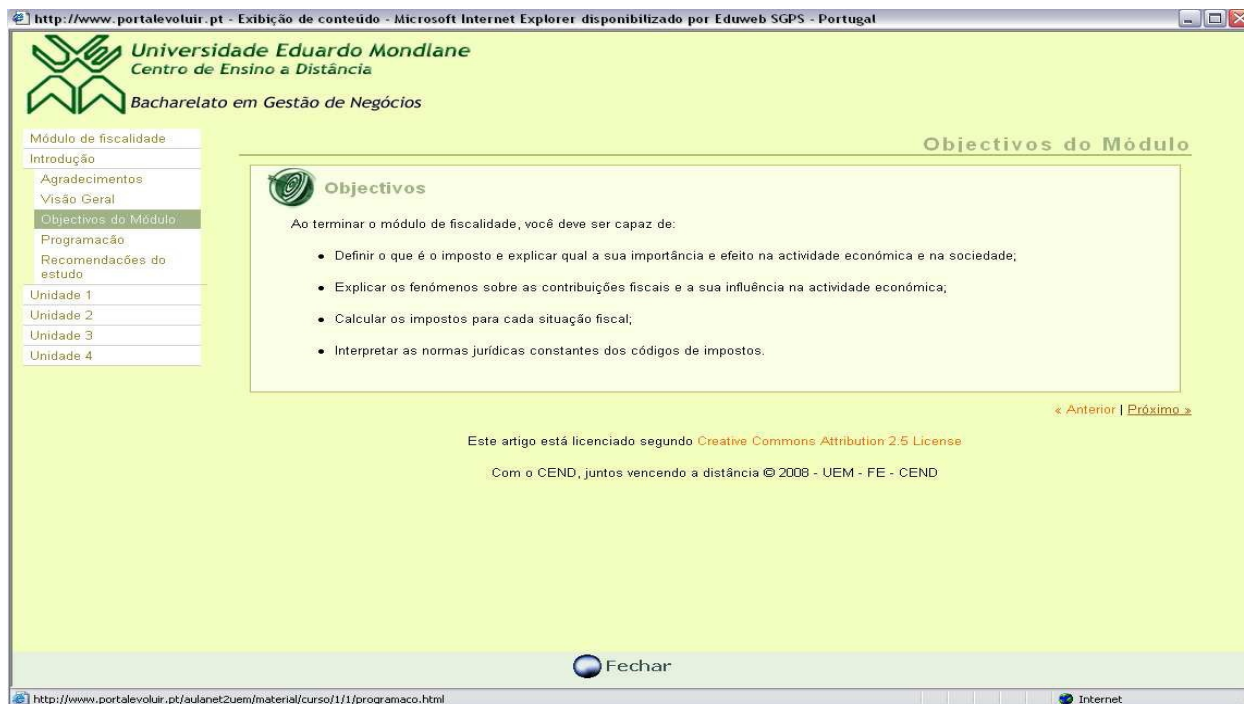 http://www.portalevoluir.pt - Exibição de conteúdo - Microsoft Internet Explorer disponibilizado por Eduweb SGPS - Portugal
Universidade Eduardo Mondlane
Centro de Ensino a Distância
Bacharelato em Gestão de Negócios
Módulo de fiscalidade
Introdução
Agradecimentos
Visão Geral
Objectivos do Módulo
Programacão
Recomendacões do
estudo
Unidade 1
Unidade 2
Unidade 3
Unidade 4
Objectivos do Módulo
Objectivos
Ao terminar o módulo de fiscalidade, você deve ser capaz de:
• Definir o que é o imposto e explicar qual a sua importância e efeito na actividade económica e na sociedade;
• Explicar os fenómenos sobre as contribuições fiscais e a sua influência na actividade económica;
• Calcular os impostos para cada situação fiscal;
• Interpretar as normas jurídicas constantes dos códigos de impostos.
« Anterior | Próximo »
Este artigo está licenciado segundo Creative Commons Attribution 2.5 License
Com o CEND, juntos vencendo a distância © 2008 - UEM - FE - CEND
Fechar
http://www.portalevoluir.pt/aulanet2uem/material/curso/1/1/programaco.html
Internet